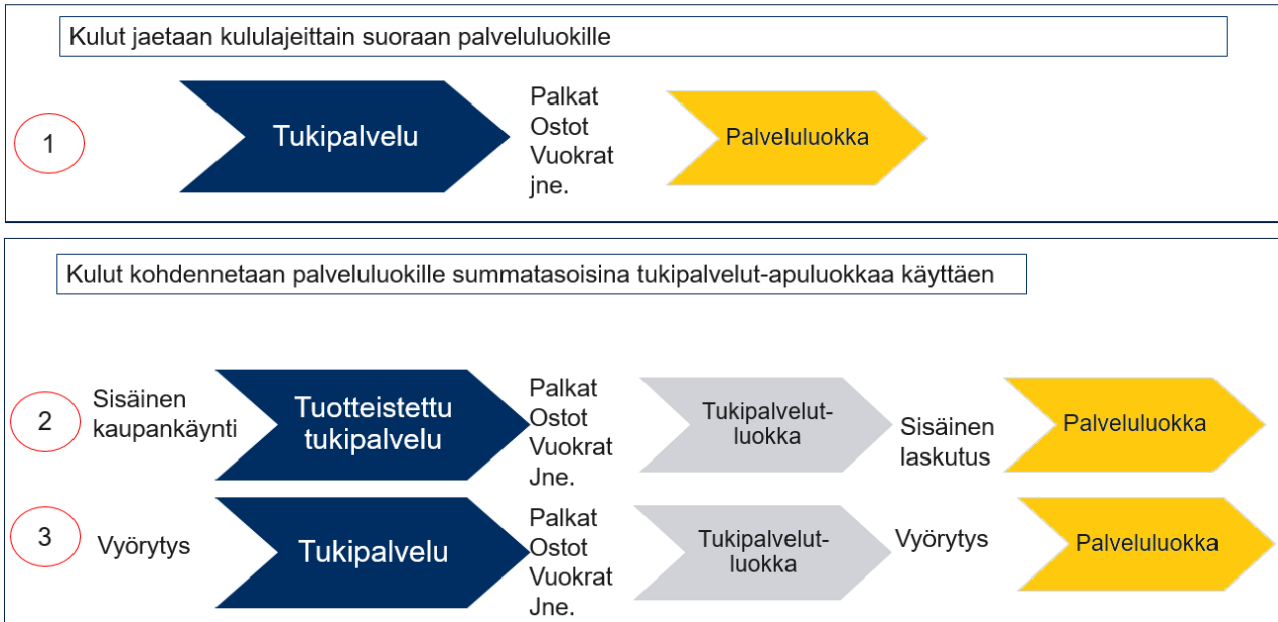 Kulut jaetaan kululajeittain suoraan palveluluokille
1
Tukipalvelu
Palkat
Ostot
Vuokrat
jne.
Palveluluokka
Kulut kohdennetaan palveluluokille summatasoisina tukipalvelut-apuluokkaa käyttäen
2
Sisäinen
kaupankäynti
Tuotteistettu
tukipalvelu
Palkat
Ostot
Vuokrat
Jne.
Tukipalvelut-
luokka
Sisäinen
laskutus
Palveluluokka
3
Vyörytys
Tukipalvelu
Palkat
Ostot
Vuokrat
Jne.
Tukipalvelut-
luokka
Vyörytys
Palveluluokka